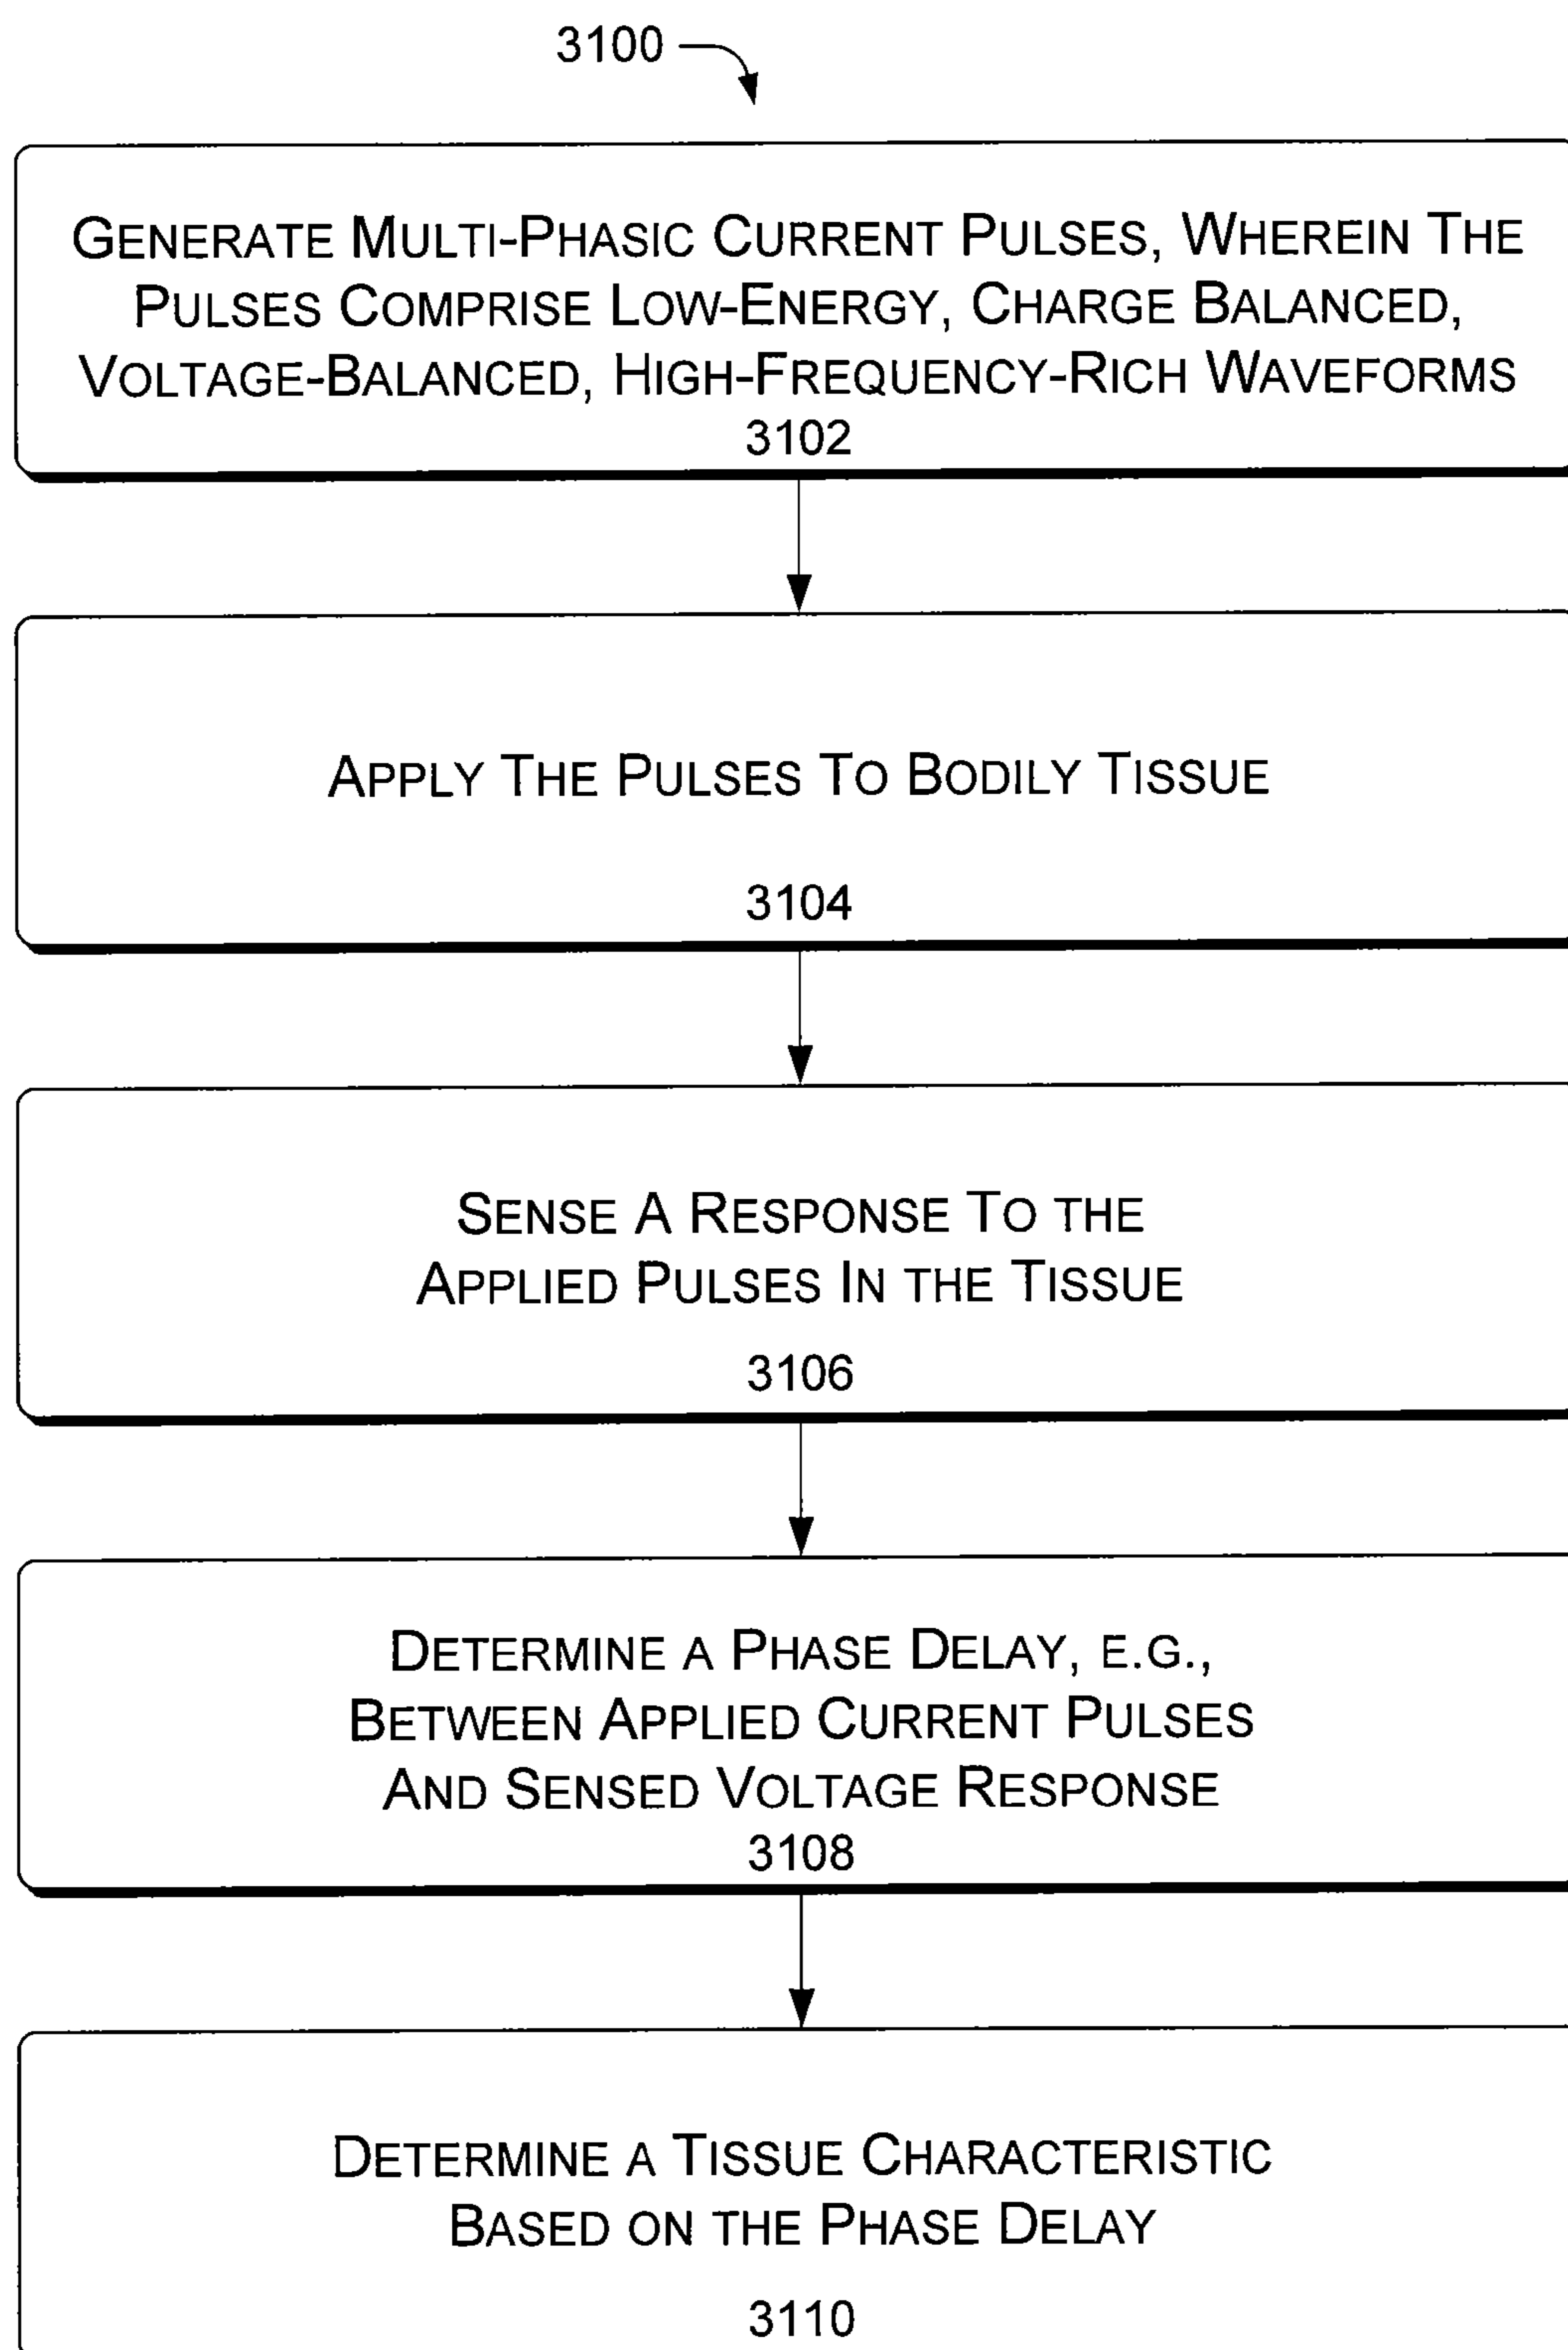 3100
GENERATE MULTI-PHASIC CURRENT PULSES, WHEREIN THE
PULSES COMPRISE LOW-ENERGY, CHARGE BALANCED,
VOLTAGE-BALANCED, HIGH-FREQUENCY-RICH WAVEFORMS
3102
APPLY THE PULSES TO BODILY TISSUE
3104
SENSE A RESPONSE TO THE
APPLIED PULSES IN THE TISSUE
3106
DETERMINE A PHASE DELAY, E.G.,
BETWEEN APPLIED CURRENT PULSES
AND SENSED VOLTAGE RESPONSE
3108
DETERMINE A TISSUE CHARACTERISTIC
BASED ON THE PHASE DELAY
3110